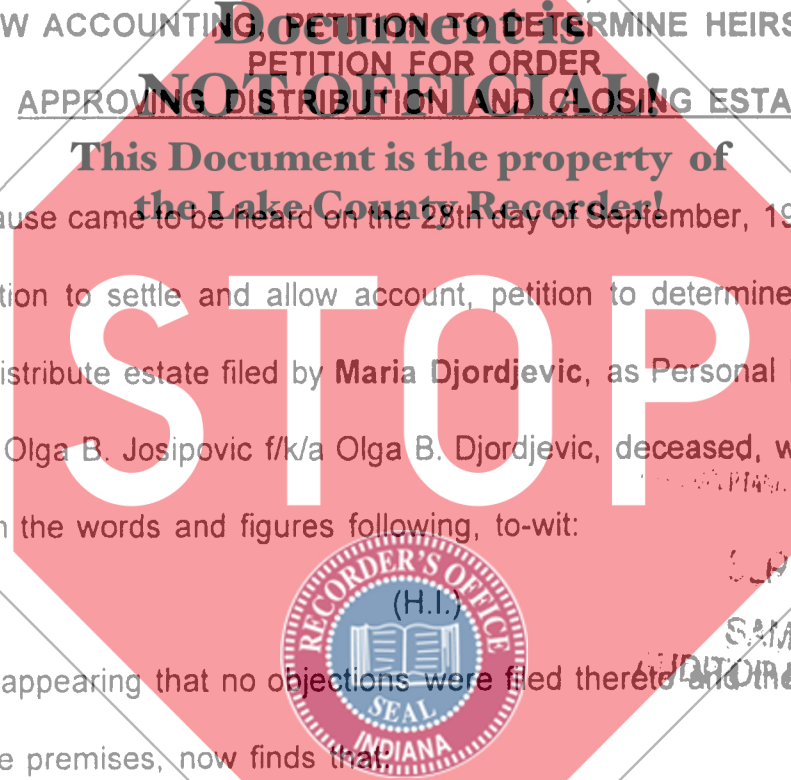 W ACCOUNTING, PETITION TO DETERMINE HEIRS
Document is
PETITION FOR ORDER
NOT OFFICIAL!
APPROVING DISTRIBUTION AND CLOSING ESTA
This Document is the property of
the Lake County Recorder!
ause came to be heard on the 28th day of September, 19
STOP
tion to settle and allow account, petition to determine
istribute estate filed by Maria Djordjevic, as Personal
Olga B. Josipovic f/k/a Olga B. Djordjevic, deceased, w
n the words and figures following, to-wit:
RECORDER'S OFFICE
(H.I.)
SAM
appearing that no objections were filed thereto and the
AUDITOR
SEAL
INDIANA
e premises, now finds that: